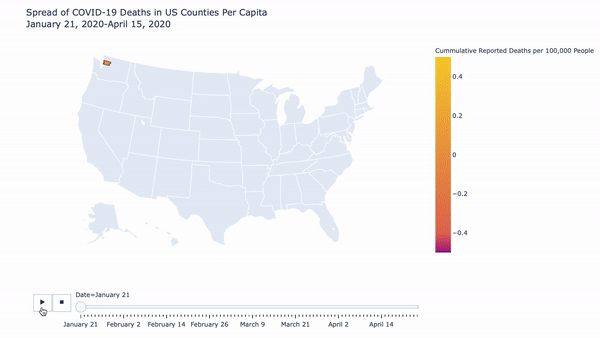 Spread of COVID-19 Deaths in US Counties Per Capita
January 21, 2020-April 15, 2020
Cummulative Reported Deaths per 100,000 People
0.4
0.2
0
−0.2
−0.4
Date=January 21
January 21 February 2 February 14 February 26 March 9 March 21 April 2 April 14